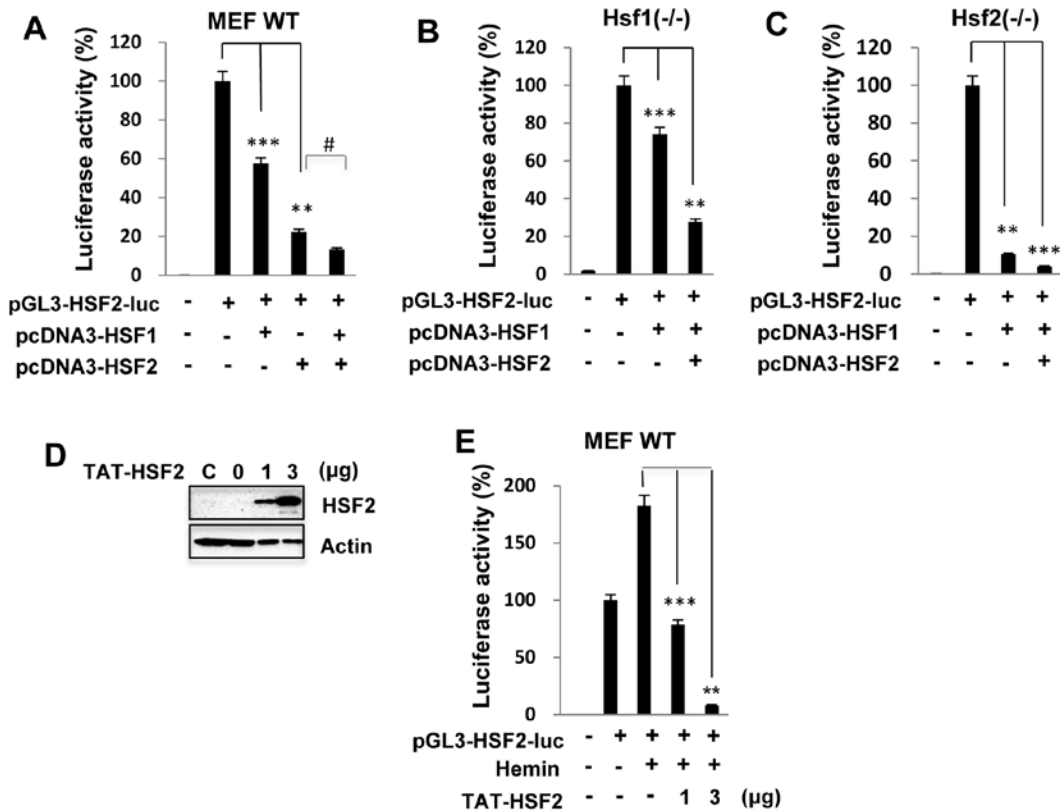 A
MEF WT
Luciferase activity (%)
120
100
80
60
40
20
0
***
**
#
pGL3-HSF2-luc - + + + +
pcDNA3-HSF1 - - + - +
pcDNA3-HSF2 - - - + +
B
Hsf1(-/-)
Luciferase activity (%)
120
100
80
60
40
20
0
***
**
pGL3-HSF2-luc - + + +
pcDNA3-HSF1 - - + +
pcDNA3-HSF2 - - - +
C
Hsf2(-/-)
Luciferase activity (%)
120
100
80
60
40
20
0
**
***
pGL3-HSF2-luc - + + +
pcDNA3-HSF1 - - + +
pcDNA3-HSF2 - - - +
D
TAT-HSF2 C 0 1 3 (μg)
HSF2
Actin
E
MEF WT
Luciferase activity (%)
200
150
100
50
0
***
**
pGL3-HSF2-luc - + + + +
Hemin - - + + +
TAT-HSF2 - - - 1 3 (μg)